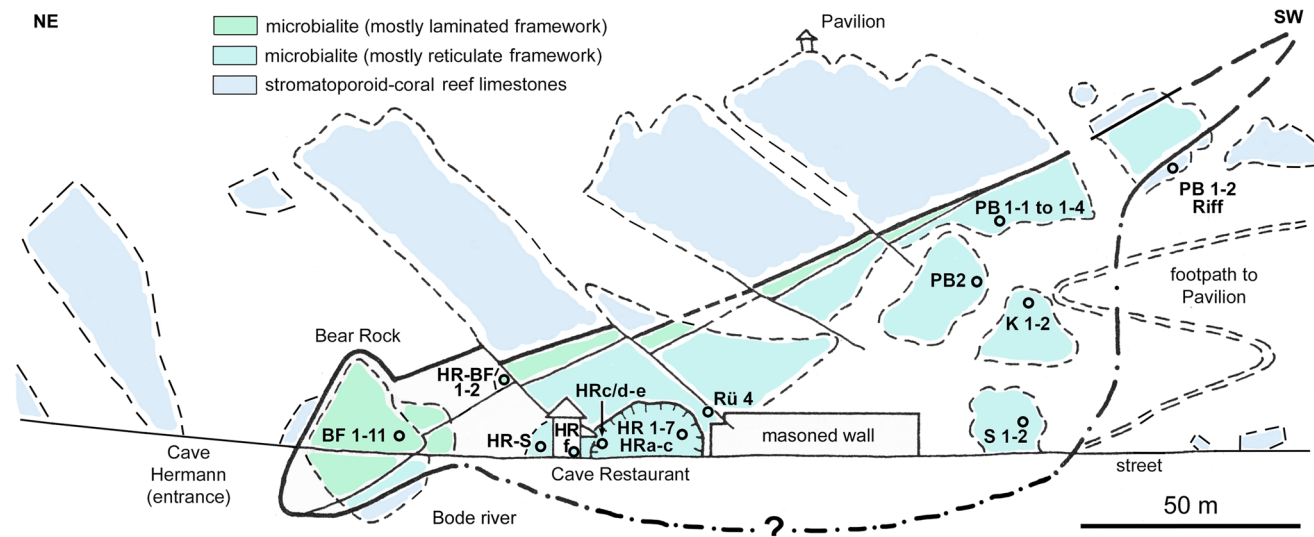 NE
SW
microbialite (mostly laminated framework)
microbialite (mostly reticulate framework)
stromatoporoid-coral reef limestones
Pavilion
PB 1-2
Riff
PB 1-1 to 1-4
PB2
K 1-2
footpath to
Pavilion
Bear Rock
HR-BF
1-2
HRc/d-e
Rü 4
BF 1-11
HR-S
HR
f
HR 1-7
HRa-c
masoned wall
S 1-2
Cave
Hermann
(entrance)
Cave Restaurant
street
Bode river
?
50 m